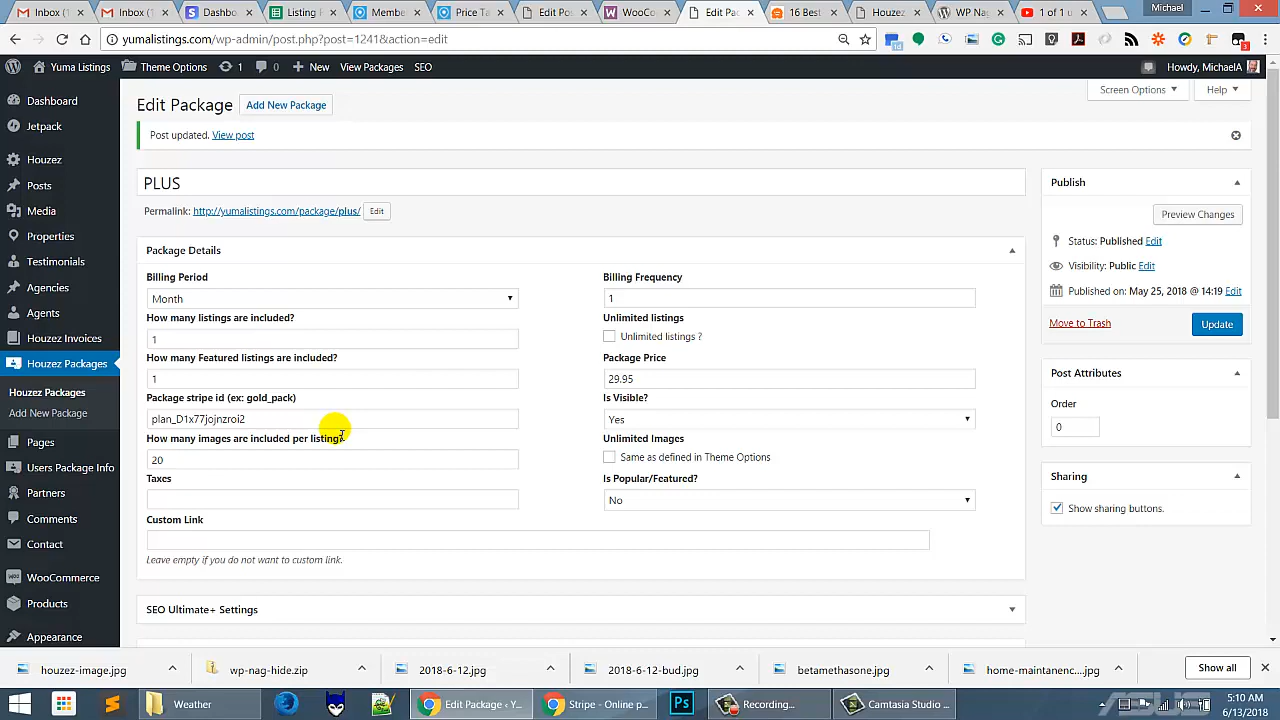 Inbox (1
Inbox (1
Dashbo
Listing F
Membe
Price Ta
Edit Pos
WooCo
Edit Pac
16 Best
Houzez
WP Nag
1 of 1 u
Michael
yumalistings.com/wp-admin/post.php?post=1241&action=edit
Yuma Listings
Theme Options
1
0
New
View Packages
SEO
Howdy, MichaelA
Dashboard
Jetpack
Houzez
Posts
Media
Properties
Testimonials
Agencies
Agents
Houzez Invoices
Houzez Packages
Houzez Packages
Add New Package
Pages
Users Package Info
Partners
Comments
Contact
WooCommerce
Products
Appearance
Screen Options
Help
Edit Package
Add New Package
Post updated. View post
PLUS
Permalink: http://yumalistings.com/package/plus/
Edit
Package Details
Billing Period
Month
Billing Frequency
1
How many listings are included?
1
Unlimited listings
Unlimited listings ?
How many Featured listings are included?
1
Package Price
29.95
Package stripe id (ex: gold_pack)
plan_D1x77jojnzroi2
Is Visible?
Yes
How many images are included per listing?
20
Unlimited Images
Same as defined in Theme Options
Taxes
Is Popular/Featured?
No
Custom Link
Leave empty if you do not want to custom link.
SEO Ultimate+ Settings
Publish
Preview Changes
Status: Published Edit
Visibility: Public Edit
Published on: May 25, 2018 @ 14:19 Edit
Move to Trash
Update
Post Attributes
Order
0
Sharing
Show sharing buttons.
houzez-image.jpg
wp-nag-hide.zip
2018-6-12.jpg
2018-6-12-bud.jpg
betamethasone.jpg
home-maintanenc....jpg
Show all
Weather
Edit Package ‹ Y...
Stripe - Online p...
Ps
Recording...
Camtasia Studio ...
ASUS
5:10 AM
6/13/2018